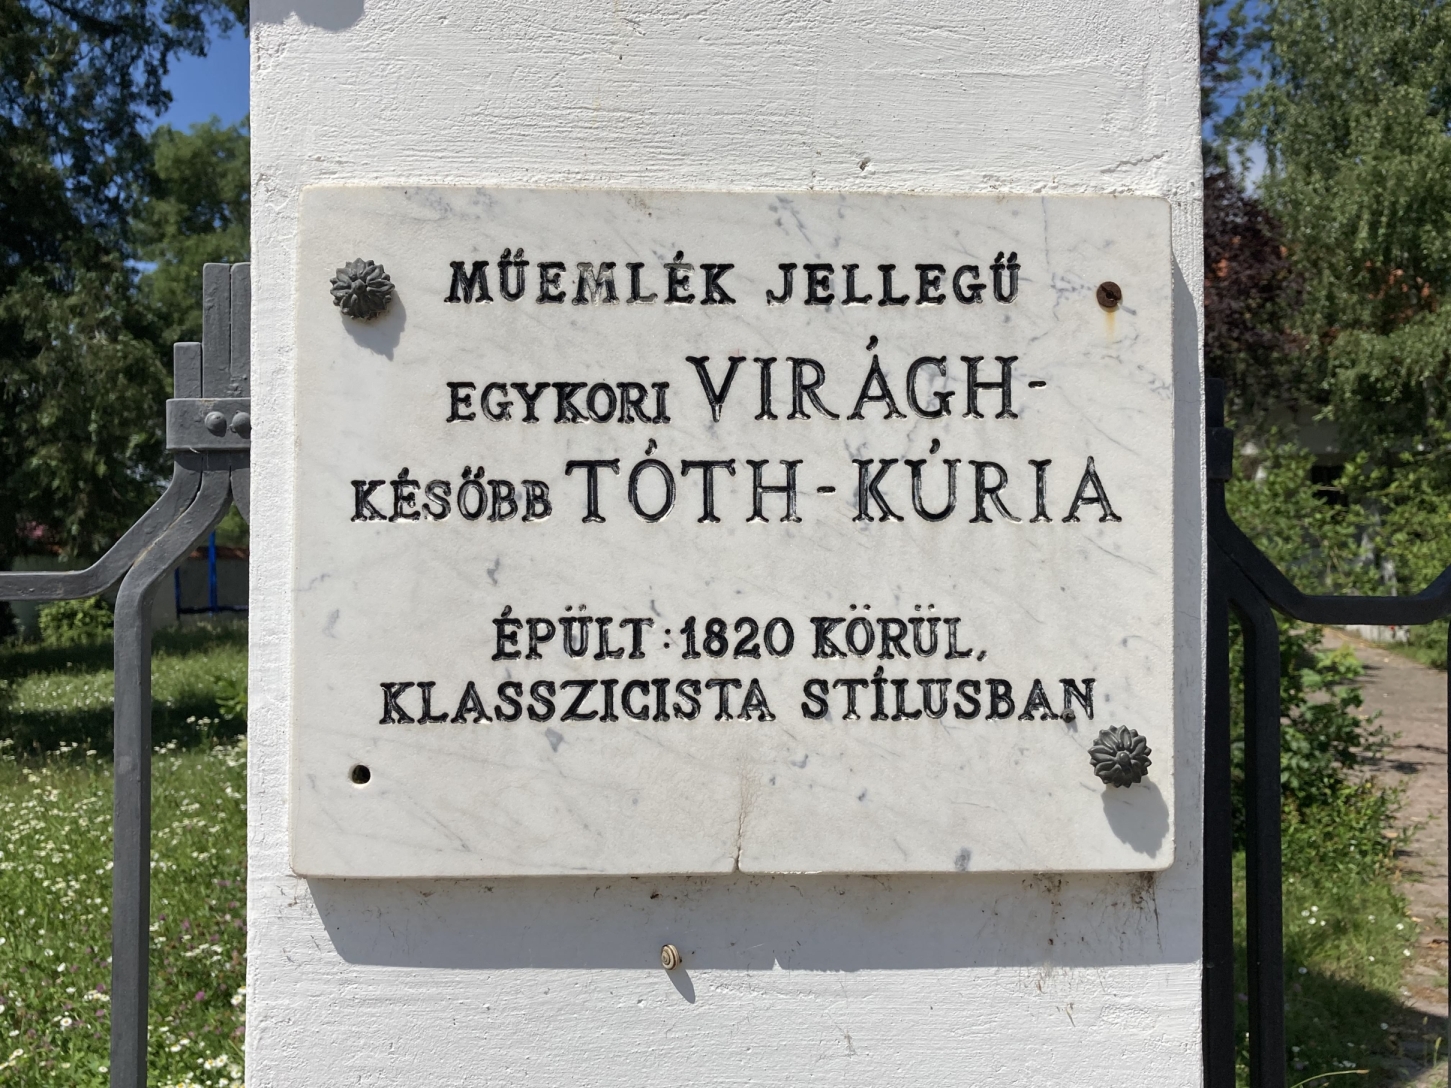 MŰEMLÉK JELLEGŰ
EGYKORI VIRÁGH-
KÉSŐBB TÓTH-KÚRIA
ÉPÜLT: 1820 KÖRÜL,
KLASSZICISTA STÍLUSBAN